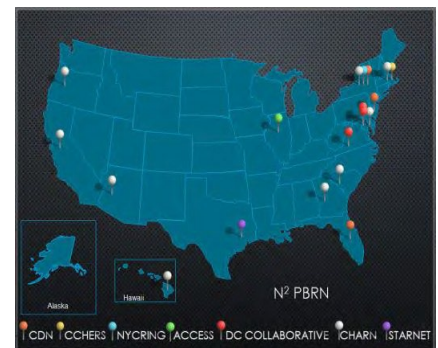 N² PBRN
Alaska
Hawaii
CDN CCHERS NYCRING ACCESS DC COLLABORATIVE CHARN STARNET